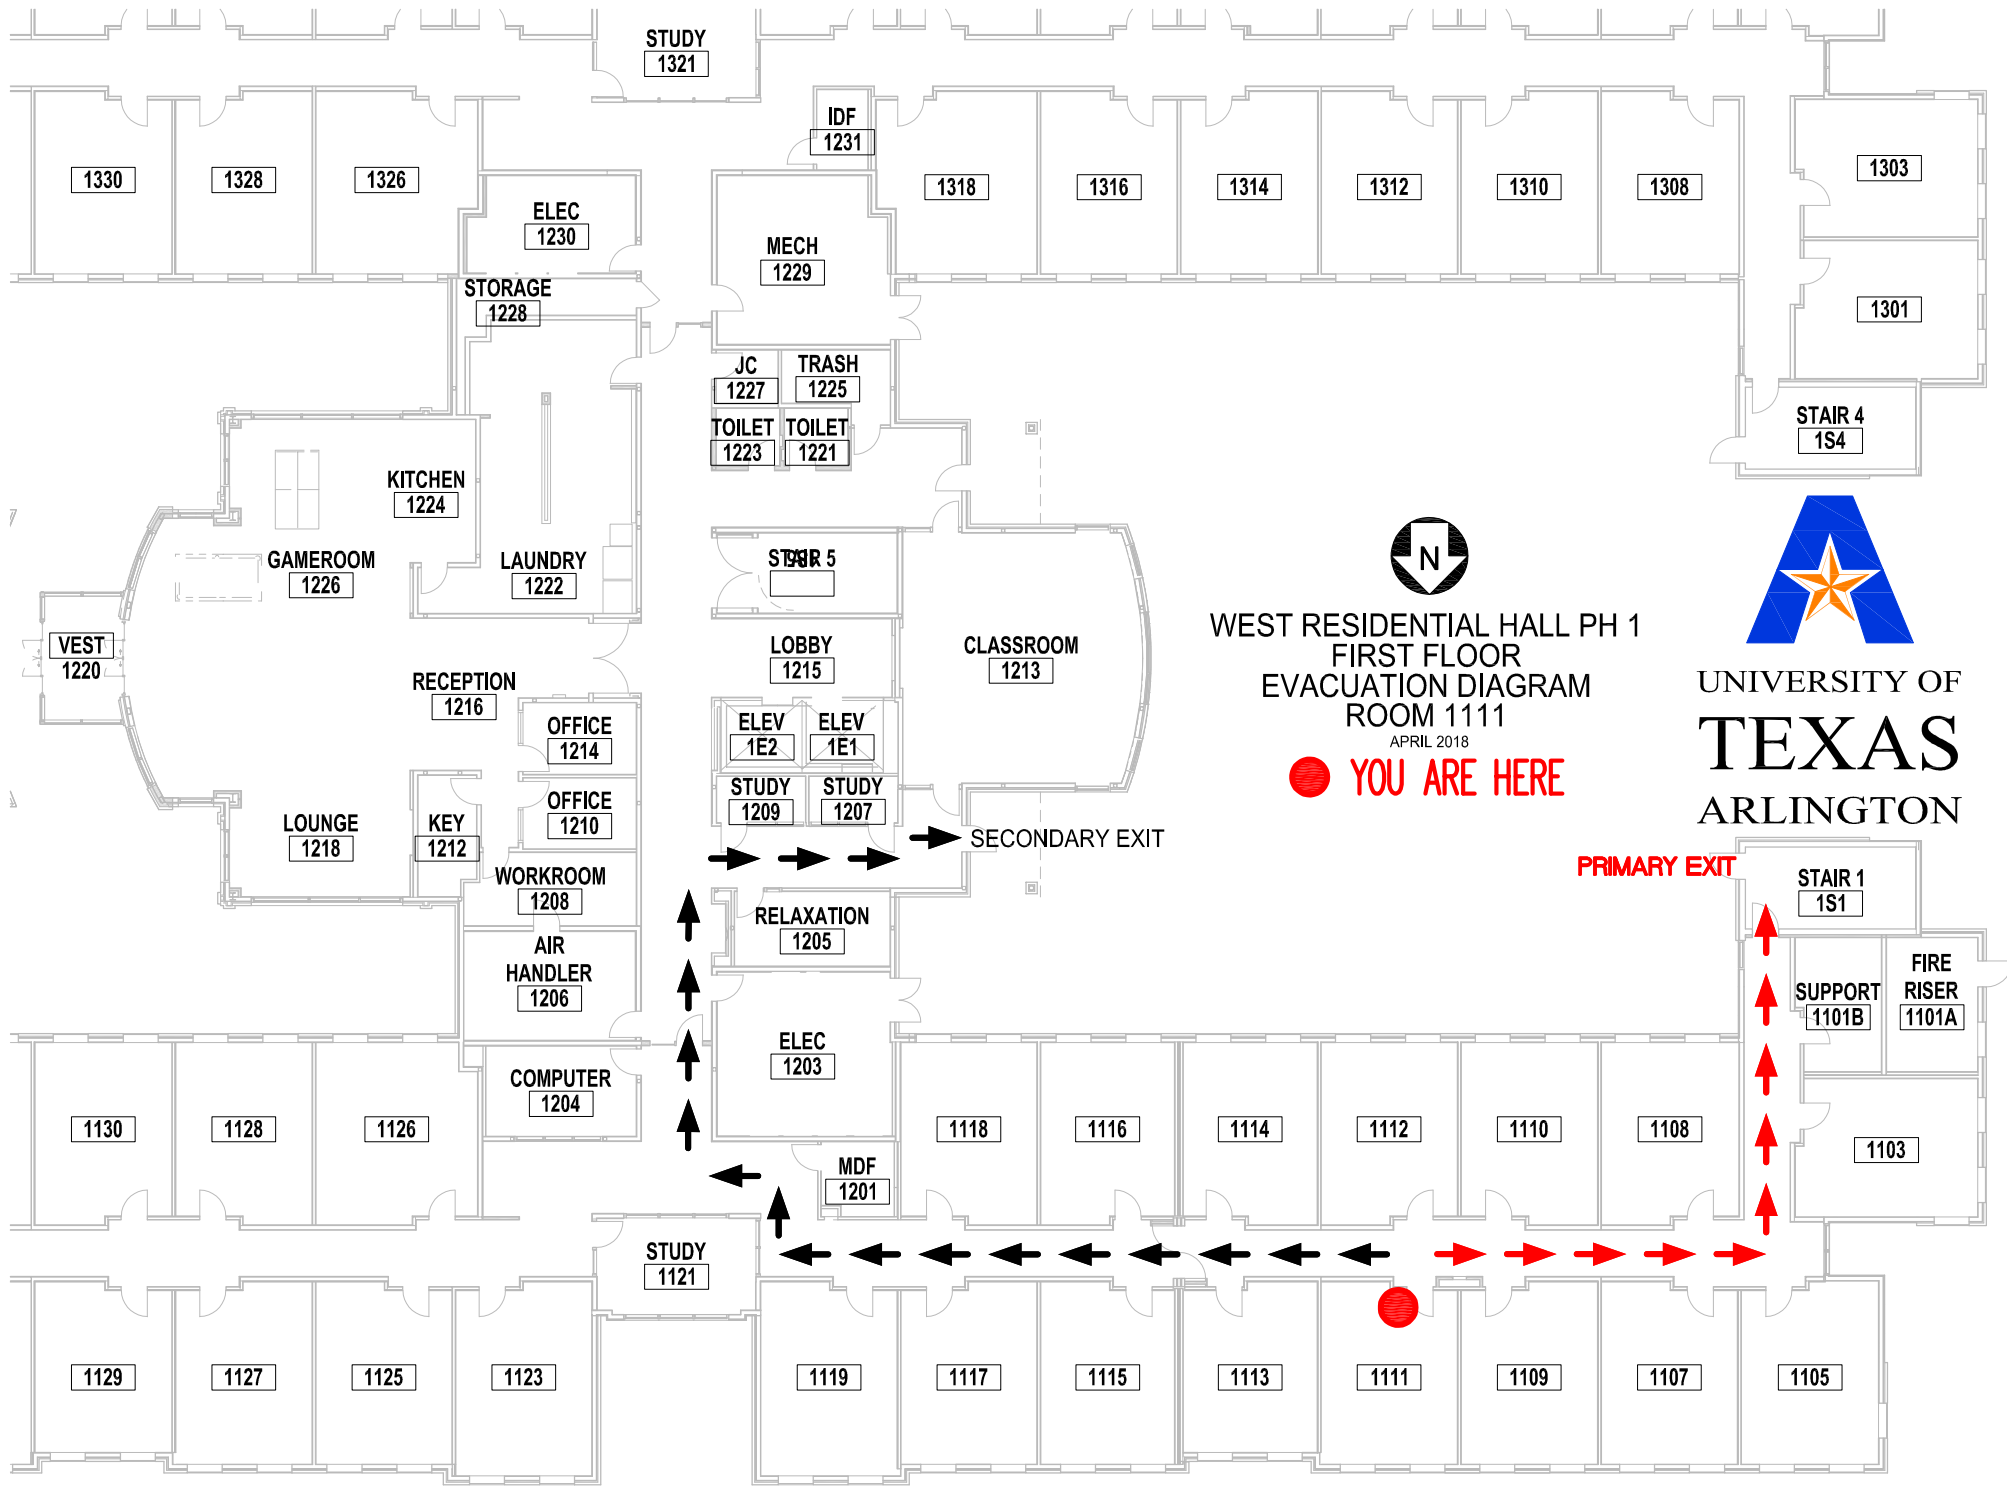 STUDY
1321
IDF
1231
1330
1328
1326
1318
1316
1314
1312
1310
1308
1303
ELEC
1230
MECH
1229
STORAGE
1228
1301
JC
1227
TRASH
1225
TOILET
1223
TOILET
1221
STAIR 4
1S4
KITCHEN
1224
GAMEROOM
1226
LAUNDRY
1222
STAIR 5
N
VEST
1220
LOBBY
1215
CLASSROOM
1213
RECEPTION
1216
WEST RESIDENTIAL HALL PH 1
FIRST FLOOR
EVACUATION DIAGRAM
ROOM 1111
APRIL 2018
YOU ARE HERE
UNIVERSITY OF
TEXAS
ARLINGTON
OFFICE
1214
ELEV
1E2
ELEV
1E1
OFFICE
1210
STUDY
1209
STUDY
1207
LOUNGE
1218
KEY
1212
SECONDARY EXIT
PRIMARY EXIT
STAIR 1
1S1
WORKROOM
1208
RELAXATION
1205
AIR
HANDLER
1206
SUPPORT
1101B
FIRE
RISER
1101A
ELEC
1203
COMPUTER
1204
1130
1128
1126
1118
1116
1114
1112
1110
1108
1103
MDF
1201
STUDY
1121
1129
1127
1125
1123
1119
1117
1115
1113
1111
1109
1107
1105